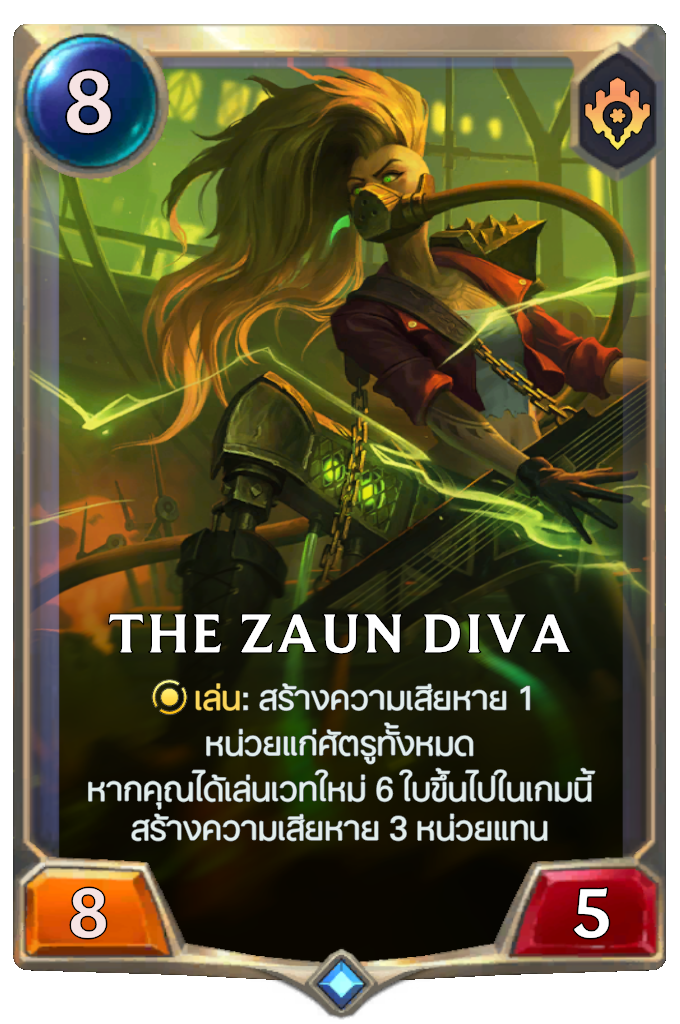 8
THE ZAUN DIVA
เล่น: สร้างความเสียหาย 1
หน่วยแก่ศัตรูทั้งหมด
หากคุณได้เล่นเวทใหม่ 6 ใบขึ้นไปในเกมนี้
สร้างความเสียหาย 3 หน่วยแทน
8
5